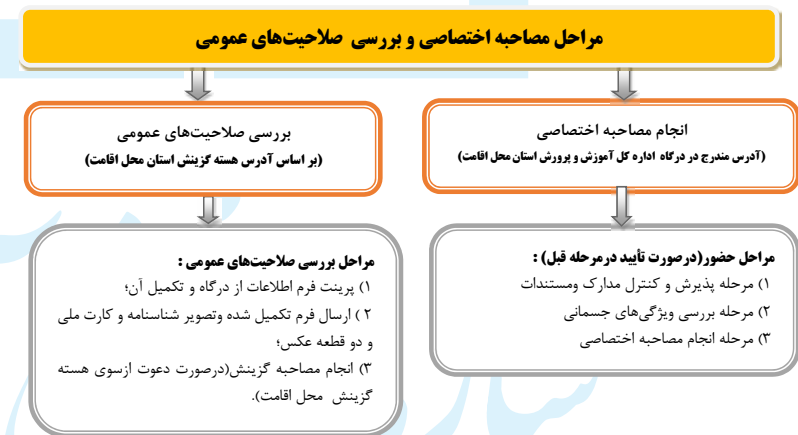 مراحل مصاحبه اختصاصی و بررسی صلاحیت‌های عمومی
انجام مصاحبه اختصاصی
(آدرس مندرج در درگاه اداره کل آموزش و پرورش استان محل اقامت)
بررسی صلاحیت‌های عمومی
(بر اساس آدرس هسته گزینش استان محل اقامت)
مراحل حضور(درصورت تأیید درمرحله قبل) :
۱) مرحله پذیرش و کنترل مدارک ومستندات
۲) مرحله بررسی ویژگی‌های جسمانی
۳) مرحله انجام مصاحبه اختصاصی
مراحل بررسی صلاحیت‌های عمومی :
۱) پرینت فرم اطلاعات از درگاه و تکمیل آن؛
۲ ) ارسال فرم تکمیل شده وتصویر شناسنامه و کارت ملی
و دو قطعه عکس؛
۳) انجام مصاحبه گزینش(درصورت دعوت ازسوی هسته
گزینش محل اقامت).